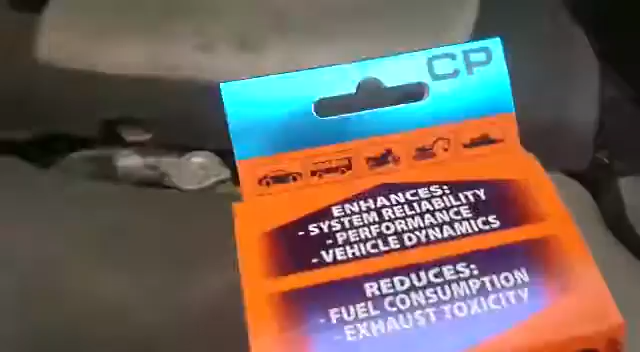 CP
ENHANCES:
- SYSTEM RELIABILITY
- PERFORMANCE
- VEHICLE DYNAMICS
REDUCES:
- FUEL CONSUMPTION
- EXHAUST TOXICITY